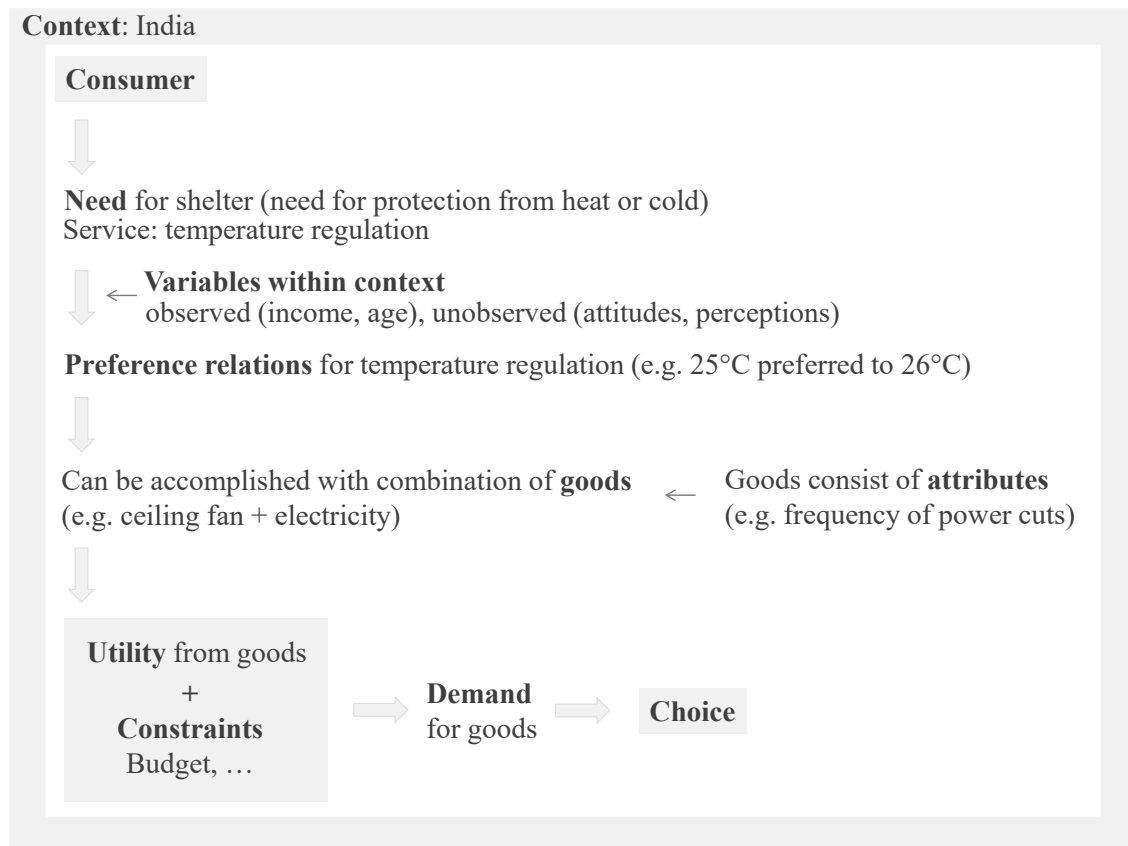 Context: India
Consumer
Need for shelter (need for protection from heat or cold)
Service: temperature regulation
Variables within context
observed (income, age), unobserved (attitudes, perceptions)
Preference relations for temperature regulation (e.g. 25°C preferred to 26°C)
Can be accomplished with combination of goods
(e.g. ceiling fan + electricity)
Goods consist of attributes
(e.g. frequency of power cuts)
Utility from goods
+
Constraints
Budget, …
Demand
for goods
Choice